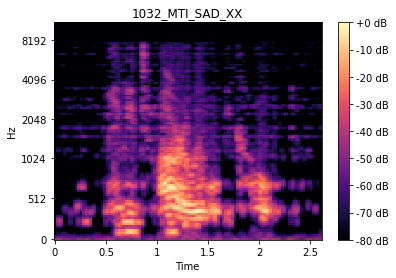 1032_MTI_SAD_XX
8192
4096
2048
1024
512
0
Hz
0
0.5
1
1.5
2
2.5
Time
+0 dB
-10 dB
-20 dB
-30 dB
-40 dB
-50 dB
-60 dB
-70 dB
-80 dB